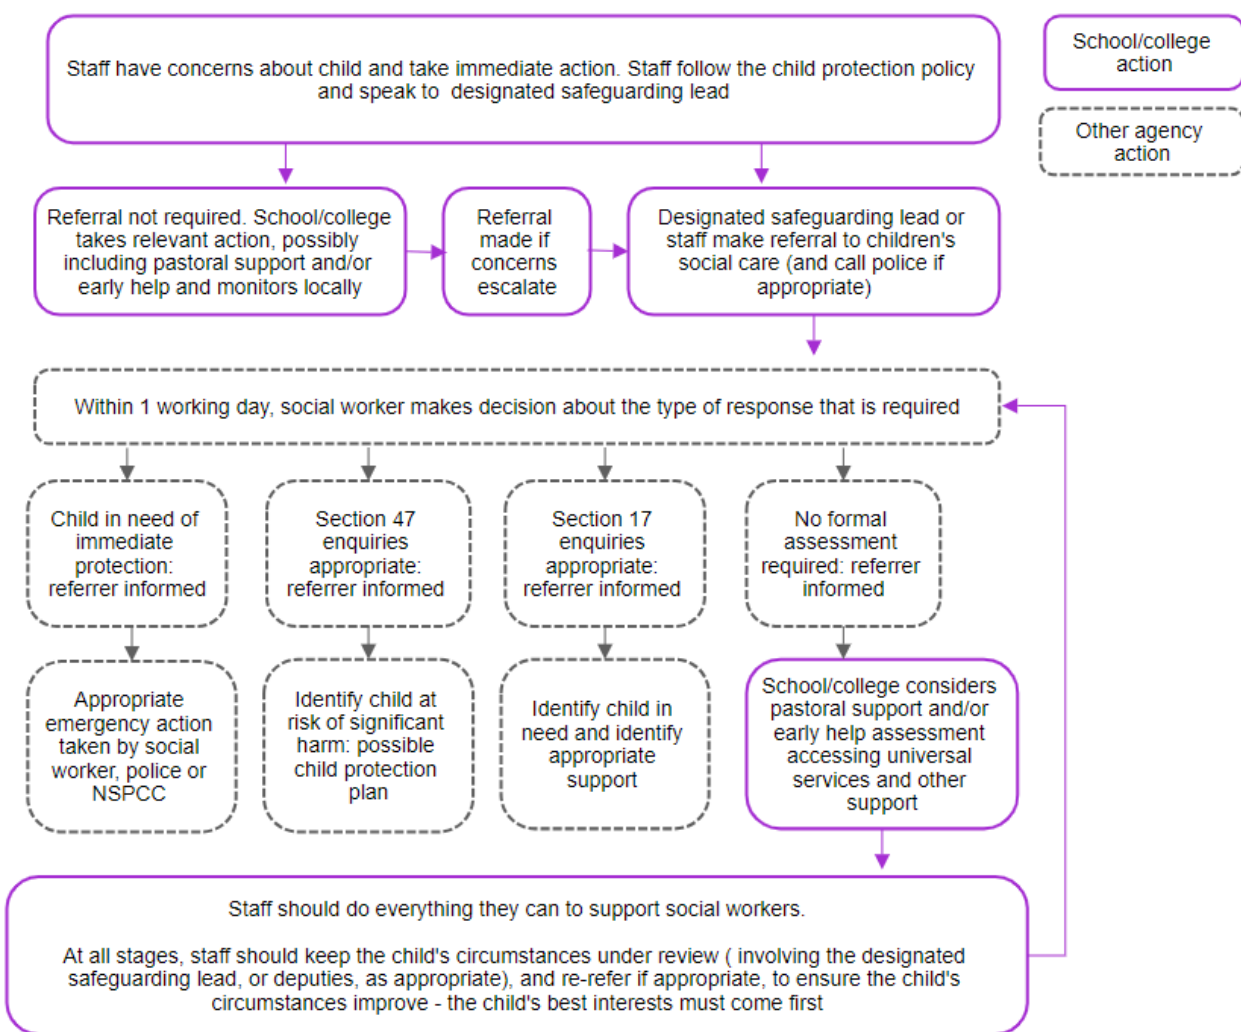 Staff have concerns about child and take immediate action. Staff follow the child protection policy
and speak to  designated safeguarding lead
School/college
action
Other agency
action
Referral not required. School/college
takes relevant action, possibly
including pastoral support and/or
early help and monitors locally
Referral
made if
concerns
escalate
Designated safeguarding lead or
staff make referral to children's
social care (and call police if
appropriate)
Within 1 working day, social worker makes decision about the type of response that is required
Child in need of
immediate
protection:
referrer informed
Section 47
enquiries
appropriate:
referrer informed
Section 17
enquiries
appropriate:
referrer informed
No formal
assessment
required: referrer
informed
Appropriate
emergency action
taken by social
worker, police or
NSPCC
Identify child at
risk of significant
harm: possible
child protection
plan
Identify child in
need and identify
appropriate
support
School/college considers
pastoral support and/or
early help assessment
accessing universal
services and other
support
Staff should do everything they can to support social workers.
At all stages, staff should keep the child's circumstances under review ( involving the designated
safeguarding lead, or deputies, as appropriate), and re-refer if appropriate, to ensure the child's
circumstances improve - the child's best interests must come first